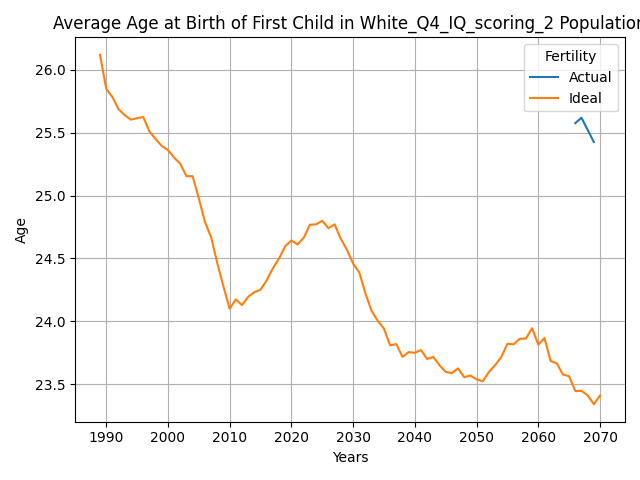 Average Age at Birth of First Child in White_Q4_IQ_scoring_2 Population
Fertility
Actual
Ideal
26.0
25.5
25.0
24.5
24.0
23.5
Age
1990 2000 2010 2020 2030 2040 2050 2060 2070
Years